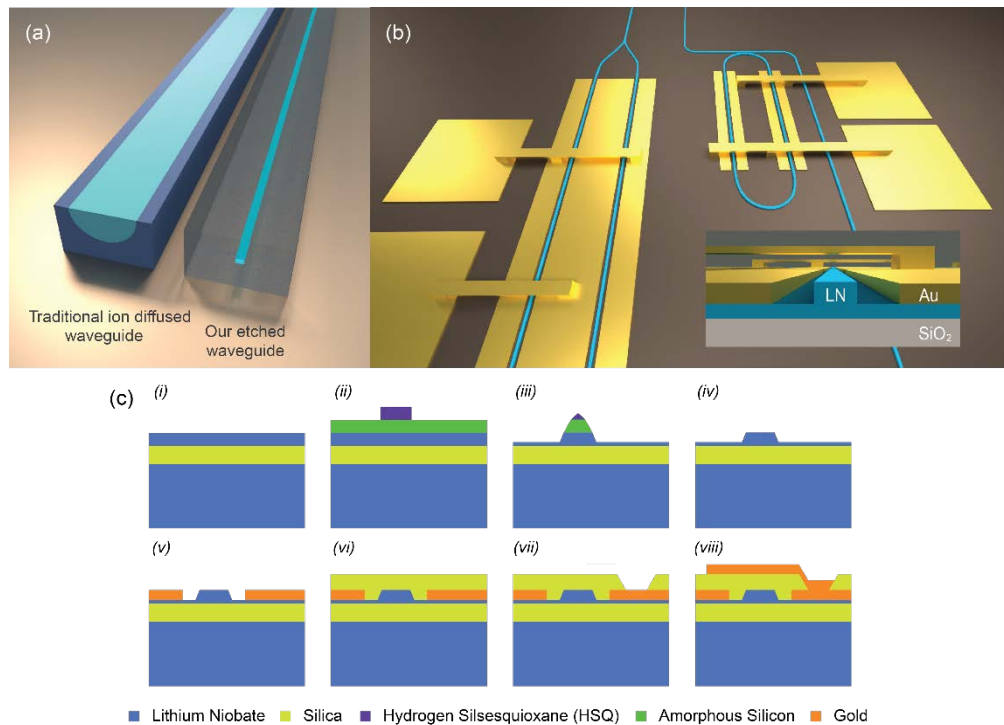 (a)
Traditional ion diffused
waveguide
Our etched
waveguide
(b)
LN
Au
SiO₂
(c)
(i)
(ii)
(iii)
(iv)
(v)
(vi)
(vii)
(viii)
Lithium Niobate
Silica
Hydrogen Silsesquioxane (HSQ)
Amorphous Silicon
Gold